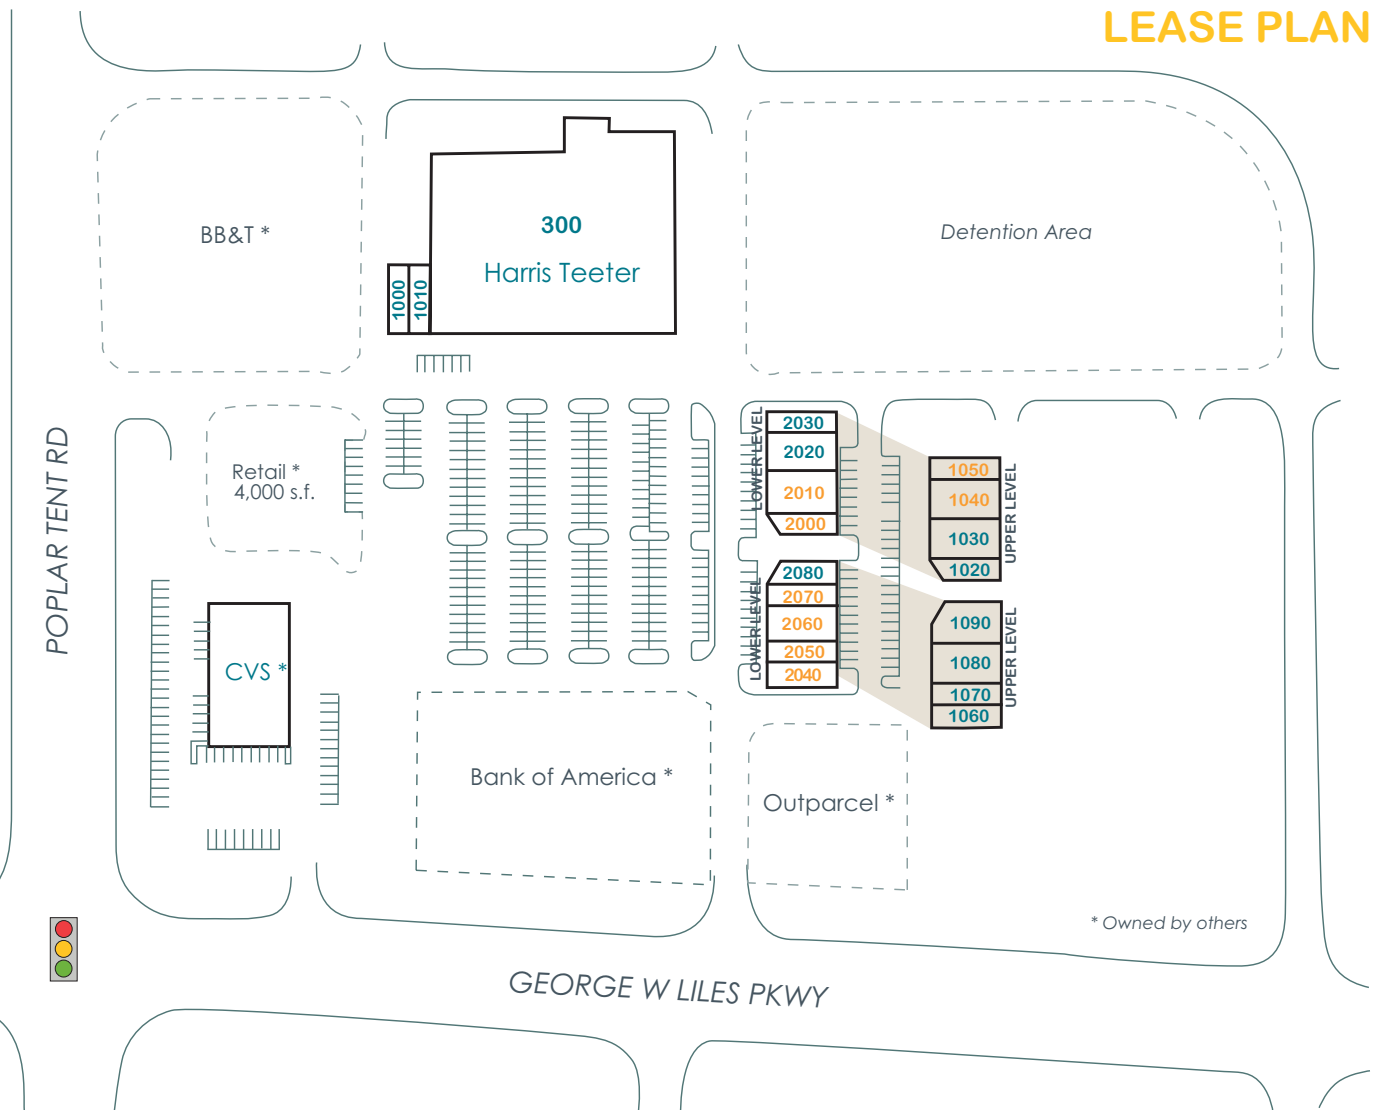 LEASE PLAN
BB&T *
300
Harris Teeter
1000
1010
Detention Area
POPLAR TENT RD
Retail *
4,000 s.f.
LOWER LEVEL
2030
2020
2010
2000
1050
1040
1030
1020
UPPER LEVEL
LOWER LEVEL
2080
2070
2060
2050
2040
1090
1080
1070
1060
UPPER LEVEL
CVS *
Bank of America *
Outparcel *
* Owned by others
GEORGE W LILES PKWY